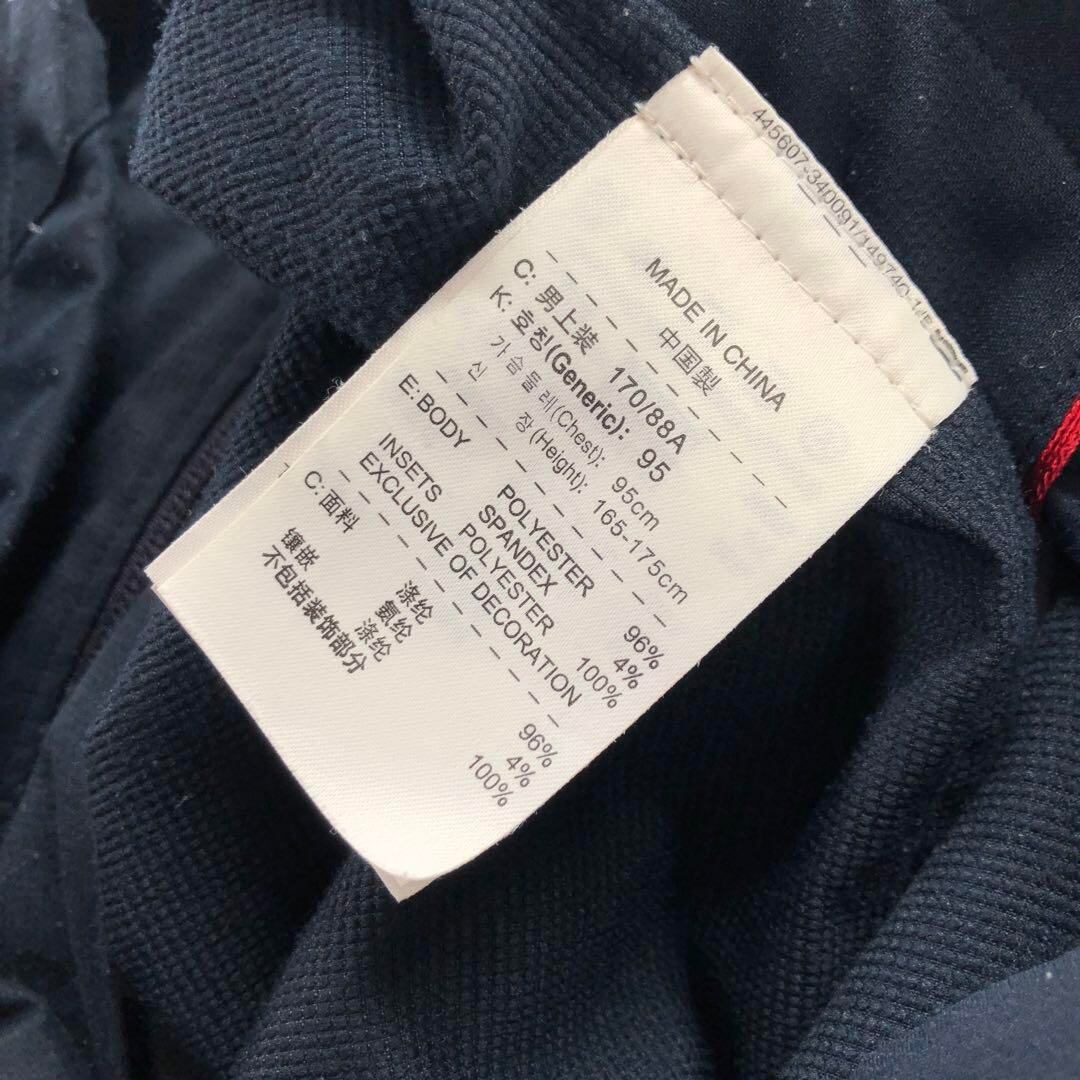 445607-340091/14974
MADE IN CHINA
中国製
C: 男上装 170/88A
K: 호칭(Generic): 95
가슴둘레(Chest): 95cm
신 장(Height): 165-175cm
E: BODY POLYESTER 96%
SPANDEX 4%
INSETS POLYESTER 100%
EXCLUSIVE OF DECORATION
C: 面料 涤纶 96%
氨纶 4%
镶嵌 涤纶 100%
不包括装饰部分